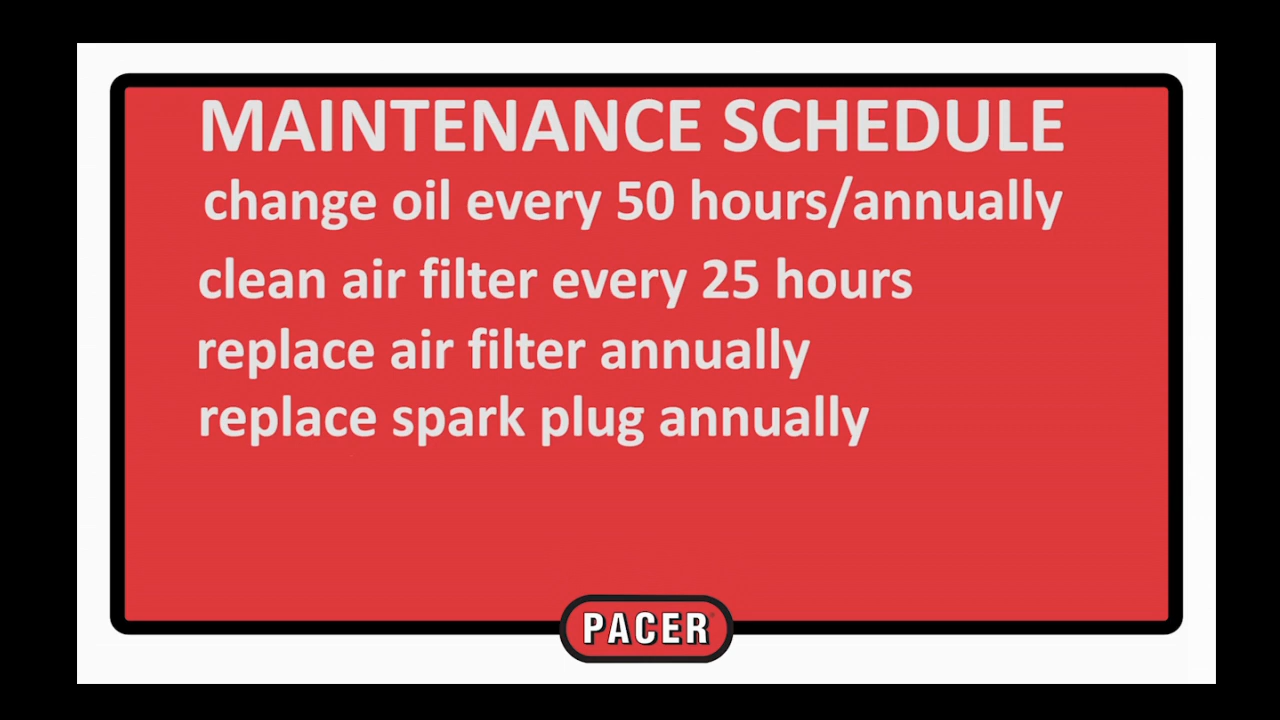 MAINTENANCE SCHEDULE
change oil every 50 hours/annually
clean air filter every 25 hours
replace air filter annually
replace spark plug annually
PACER